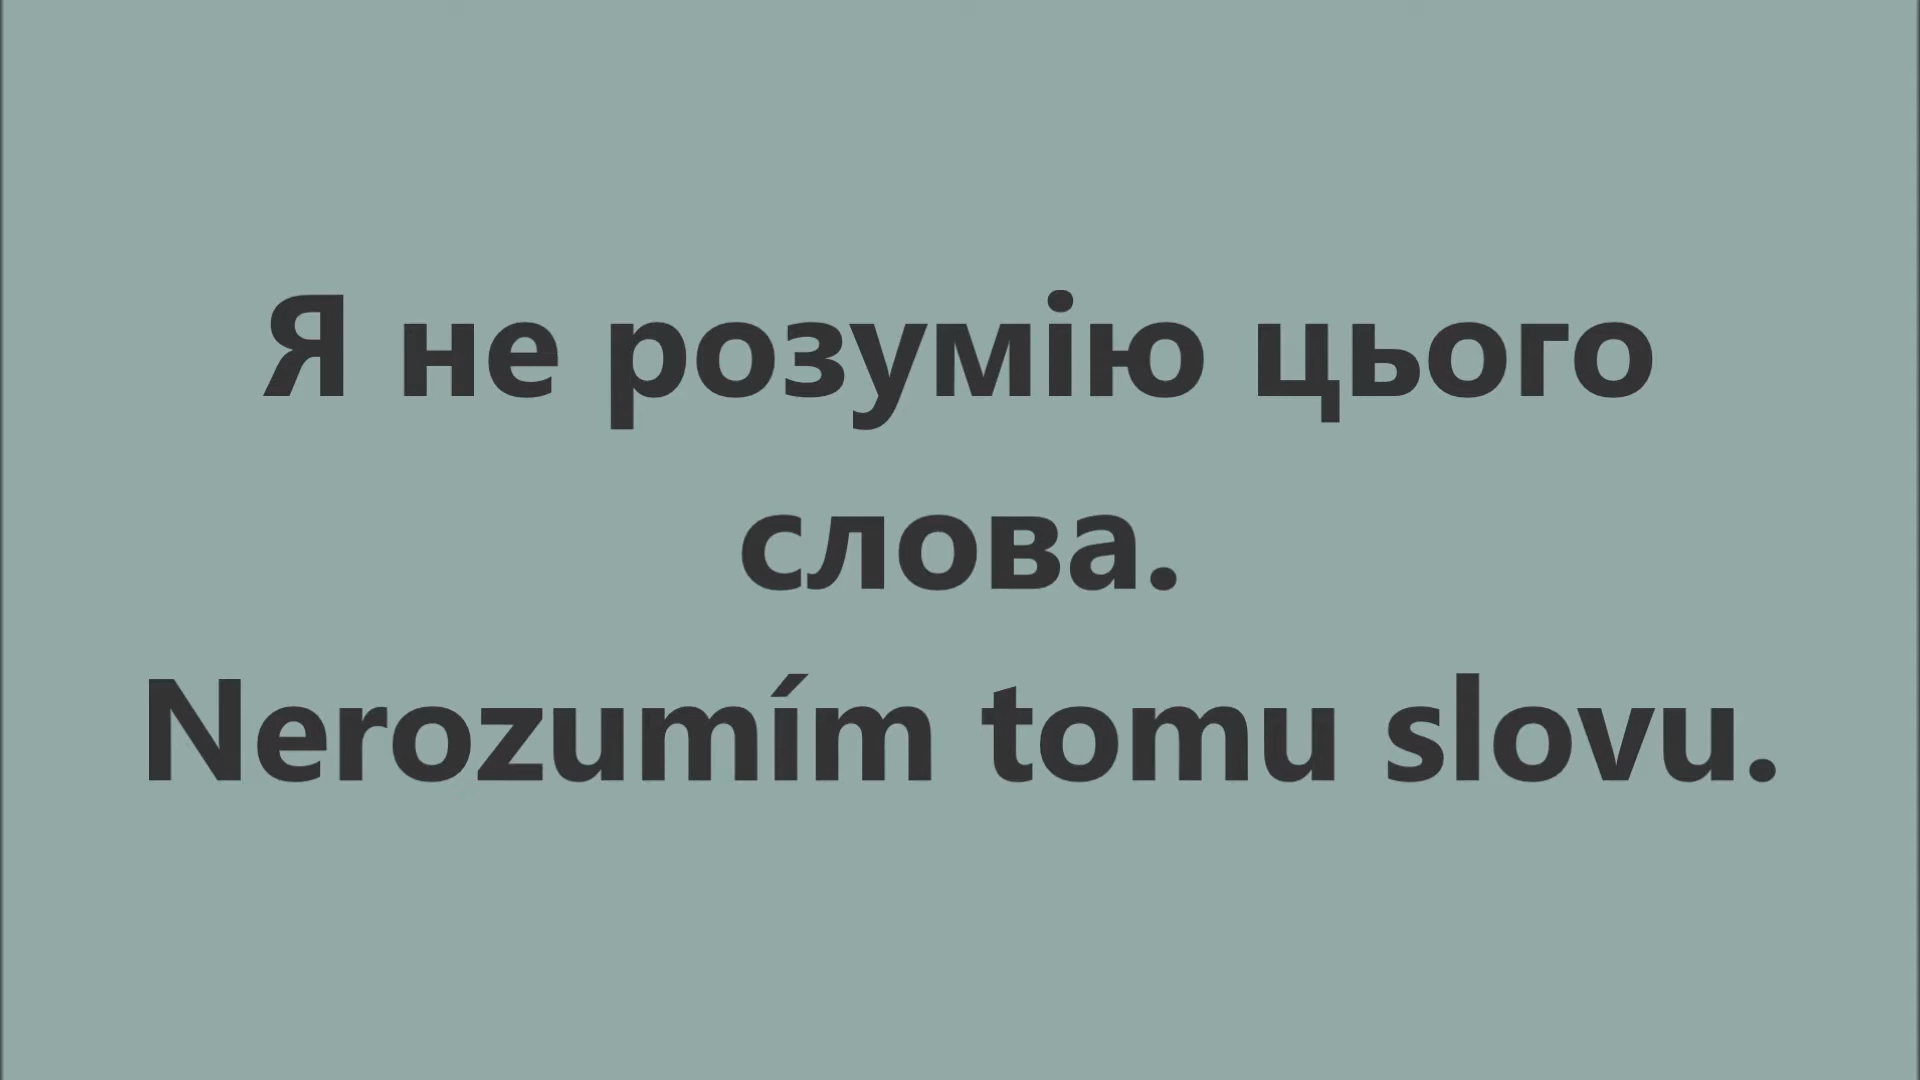 Я не розумію цього
слова.
Nerozumím tomu slovu.